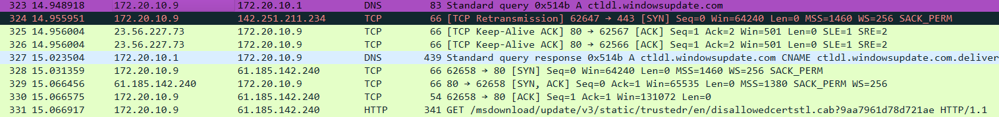 323 14.948918 172.20.10.9 172.20.10.1 DNS 83 Standard query 0x514b A ctldl.windowsupdate.com
324 14.955951 172.20.10.9 142.251.211.234 TCP 66 [TCP Retransmission] 62647 → 443 [SYN] Seq=0 Win=64240 Len=0 MSS=1460 WS=256 SACK_PERM
325 14.956004 23.56.227.73 172.20.10.9 TCP 66 [TCP Keep-Alive ACK] 80 → 62567 [ACK] Seq=1 Ack=2 Win=501 Len=0 SLE=1 SRE=2
326 14.956004 23.56.227.73 172.20.10.9 TCP 66 [TCP Keep-Alive ACK] 80 → 62566 [ACK] Seq=1 Ack=2 Win=501 Len=0 SLE=1 SRE=2
327 15.023504 172.20.10.1 172.20.10.9 DNS 439 Standard query response 0x514b A ctldl.windowsupdate.com CNAME ctldl.windowsupdate.com.deliver
328 15.031359 172.20.10.9 61.185.142.240 TCP 66 62658 → 80 [SYN] Seq=0 Win=64240 Len=0 MSS=1460 WS=256 SACK_PERM
329 15.066456 61.185.142.240 172.20.10.9 TCP 66 80 → 62658 [SYN, ACK] Seq=0 Ack=1 Win=65535 Len=0 MSS=1380 SACK_PERM WS=256
330 15.066575 172.20.10.9 61.185.142.240 TCP 54 62658 → 80 [ACK] Seq=1 Ack=1 Win=131072 Len=0
331 15.066917 172.20.10.9 61.185.142.240 HTTP 341 GET /msdownload/update/v3/static/trustedr/en/disallowedcertstl.cab?9aa7961d78d721ae HTTP/1.1